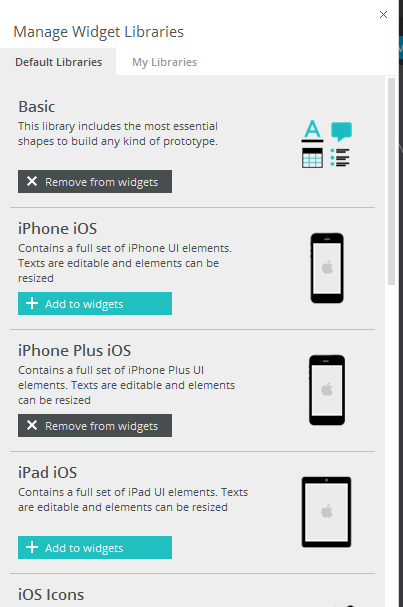 Manage Widget Libraries
Default Libraries
My Libraries
Basic
This library includes the most essential
shapes to build any kind of prototype.
Remove from widgets
iPhone iOS
Contains a full set of iPhone UI elements.
Texts are editable and elements can be
resized
Add to widgets
iPhone Plus iOS
Contains a full set of iPhone Plus UI
elements. Texts are editable and elements
can be resized
Remove from widgets
iPad iOS
Contains a full set of iPad UI elements. Texts
are editable and elements can be resized
Add to widgets
iOS Icons